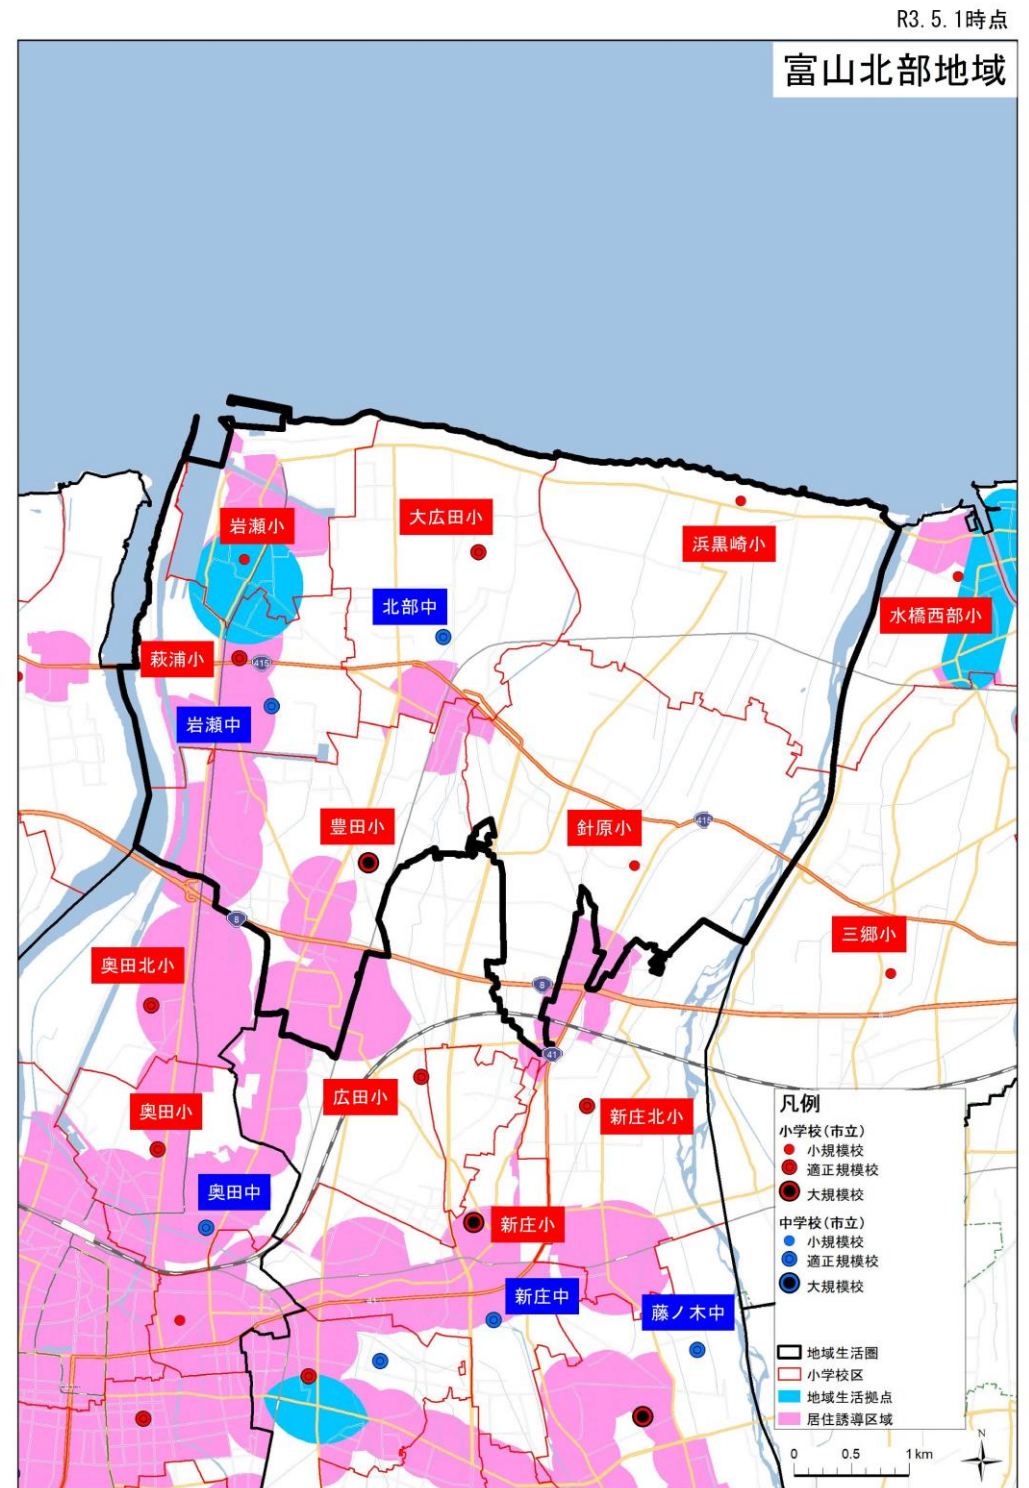 R3.5.1時点
富山北部地域
岩瀬小
大広田小
浜黒崎小
北部中
水橋西部小
萩浦小
415
岩瀬中
豊田小
針原小
415
8
三郷小
奥田北小
8
41
広田小
新庄北小
奥田小
奥田中
新庄小
新庄中
藤ノ木中
41
凡例
小学校(市立)
小規模校
適正規模校
大規模校
中学校(市立)
小規模校
適正規模校
大規模校
地域生活圏
小学校区
地域生活拠点
居住誘導区域
N
0 0.5 1km